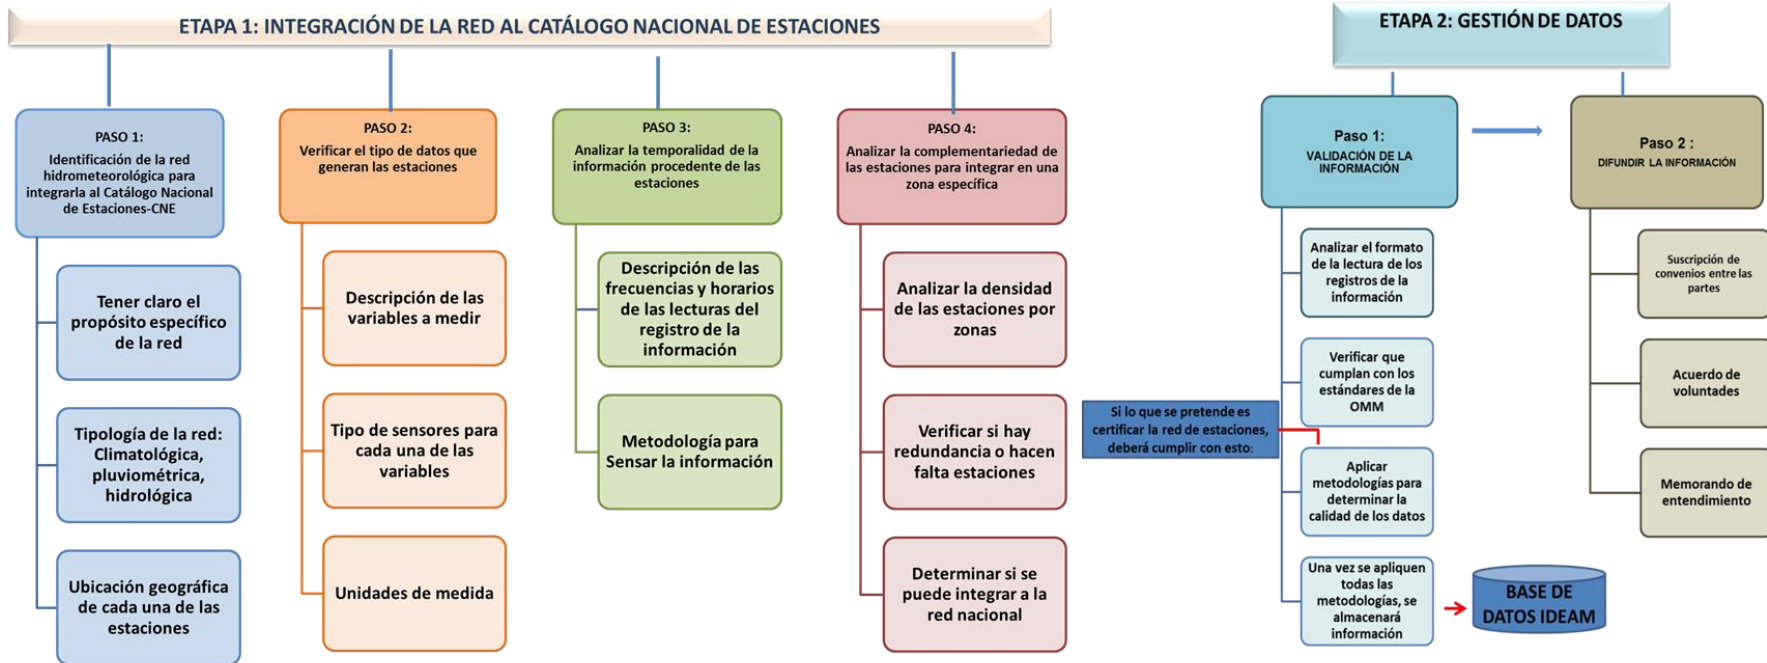 ETAPA 1: INTEGRACIÓN DE LA RED AL CATÁLOGO NACIONAL DE ESTACIONES
PASO 1:
Identificación de la red
hidrometeorológica para
integrarla al Catálogo Nacional
de Estaciones-CNE
Tener claro el
propósito específico
de la red
Tipología de la red:
Climatológica,
pluviométrica,
hidrológica
Ubicación geográfica
de cada una de las
estaciones
PASO 2:
Verificar el tipo de datos que
generan las estaciones
Descripción de las
variables a medir
Tipo de sensores para
cada una de las
variables
Unidades de medida
PASO 3:
Analizar la temporalidad de la
información procedente de las
estaciones
Descripción de las
frecuencias y horarios
de las lecturas del
registro de la
información
Metodología para
Sensar la información
PASO 4:
Analizar la complementariedad de
las estaciones para integrar en una
zona específica
Analizar la densidad
de las estaciones por
zonas
Verificar si hay
redundancia o hacen
falta estaciones
Determinar si se
puede integrar a la
red nacional
ETAPA 2: GESTIÓN DE DATOS
Paso 1:
VALIDACIÓN DE LA
INFORMACIÓN
Analizar el formato
de la lectura de los
registros de la
información
Verificar que
cumplan con los
estándares de la
OMM
Si lo que se pretende es
certificar la red de estaciones,
deberá cumplir con esto:
Aplicar
metodologías para
determinar la
calidad de los datos
Una vez se apliquen
todas las
metodologías, se
almacenará
información
BASE DE
DATOS IDEAM
Paso 2 :
DIFUNDIR LA INFORMACIÓN
Suscripción de
convenios entre las
partes
Acuerdo de
voluntades
Memorando de
entendimiento